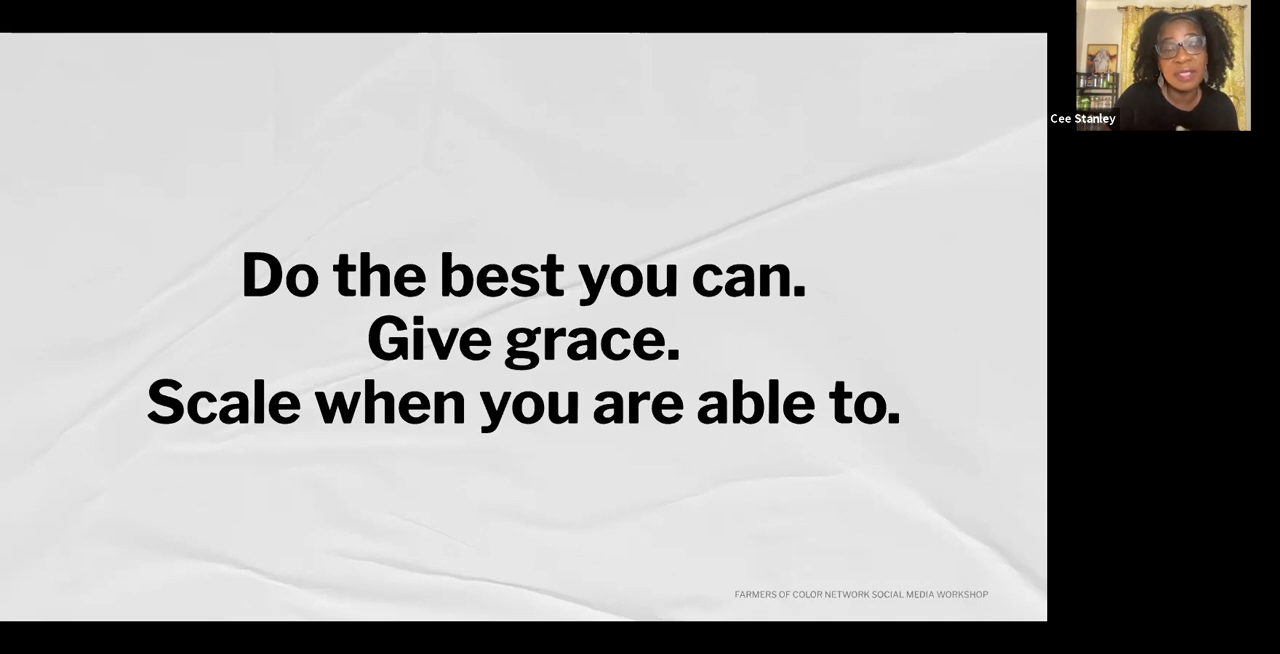 Do the best you can.
Give grace.
Scale when you are able to.
FARMERS OF COLOR NETWORK SOCIAL MEDIA WORKSHOP
Cee Stanley